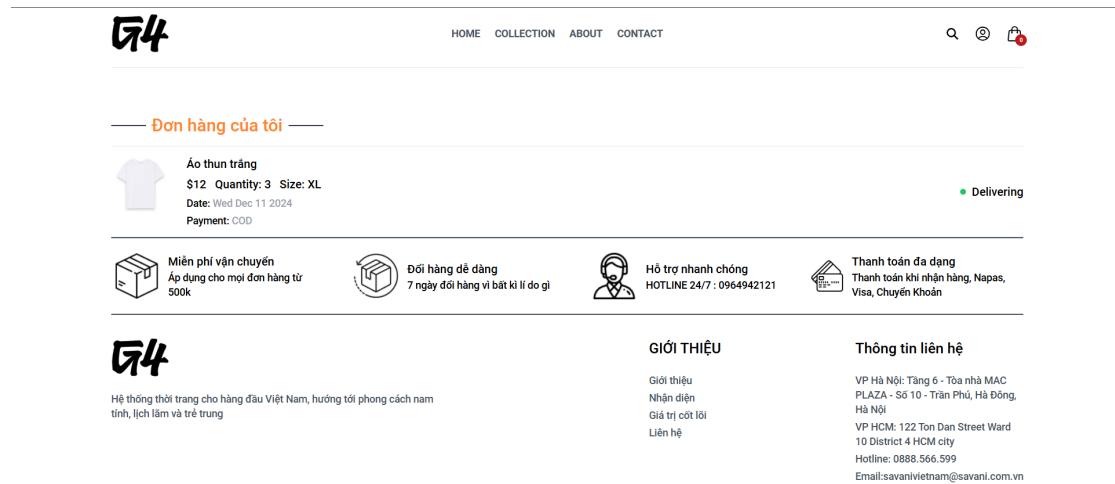 G4
HOME COLLECTION ABOUT CONTACT
0
Đơn hàng của tôi
Áo thun trắng
$12 Quantity: 3 Size: XL
Date: Wed Dec 11 2024
Payment: COD
Delivering
Miễn phí vận chuyển
Áp dụng cho mọi đơn hàng từ
500k
Đổi hàng dễ dàng
7 ngày đổi hàng vì bất kì lí do gì
Hỗ trợ nhanh chóng
HOTLINE 24/7 : 0964942121
Thanh toán đa dạng
Thanh toán khi nhận hàng, Napas,
Visa, Chuyển Khoản
G4
Hệ thống thời trang cho hàng đầu Việt Nam, hướng tới phong cách nam
tính, lịch lãm và trẻ trung
GIỚI THIỆU
Giới thiệu
Nhận diện
Giá trị cốt lõi
Liên hệ
Thông tin liên hệ
VP Hà Nội: Tầng 6 - Tòa nhà MAC
PLAZA - Số 10 - Trần Phú, Hà Đông,
Hà Nội
VP HCM: 122 Ton Dan Street Ward
10 District 4 HCM city
Hotline: 0888.566.599
Email:savanivietnam@savani.com.vn